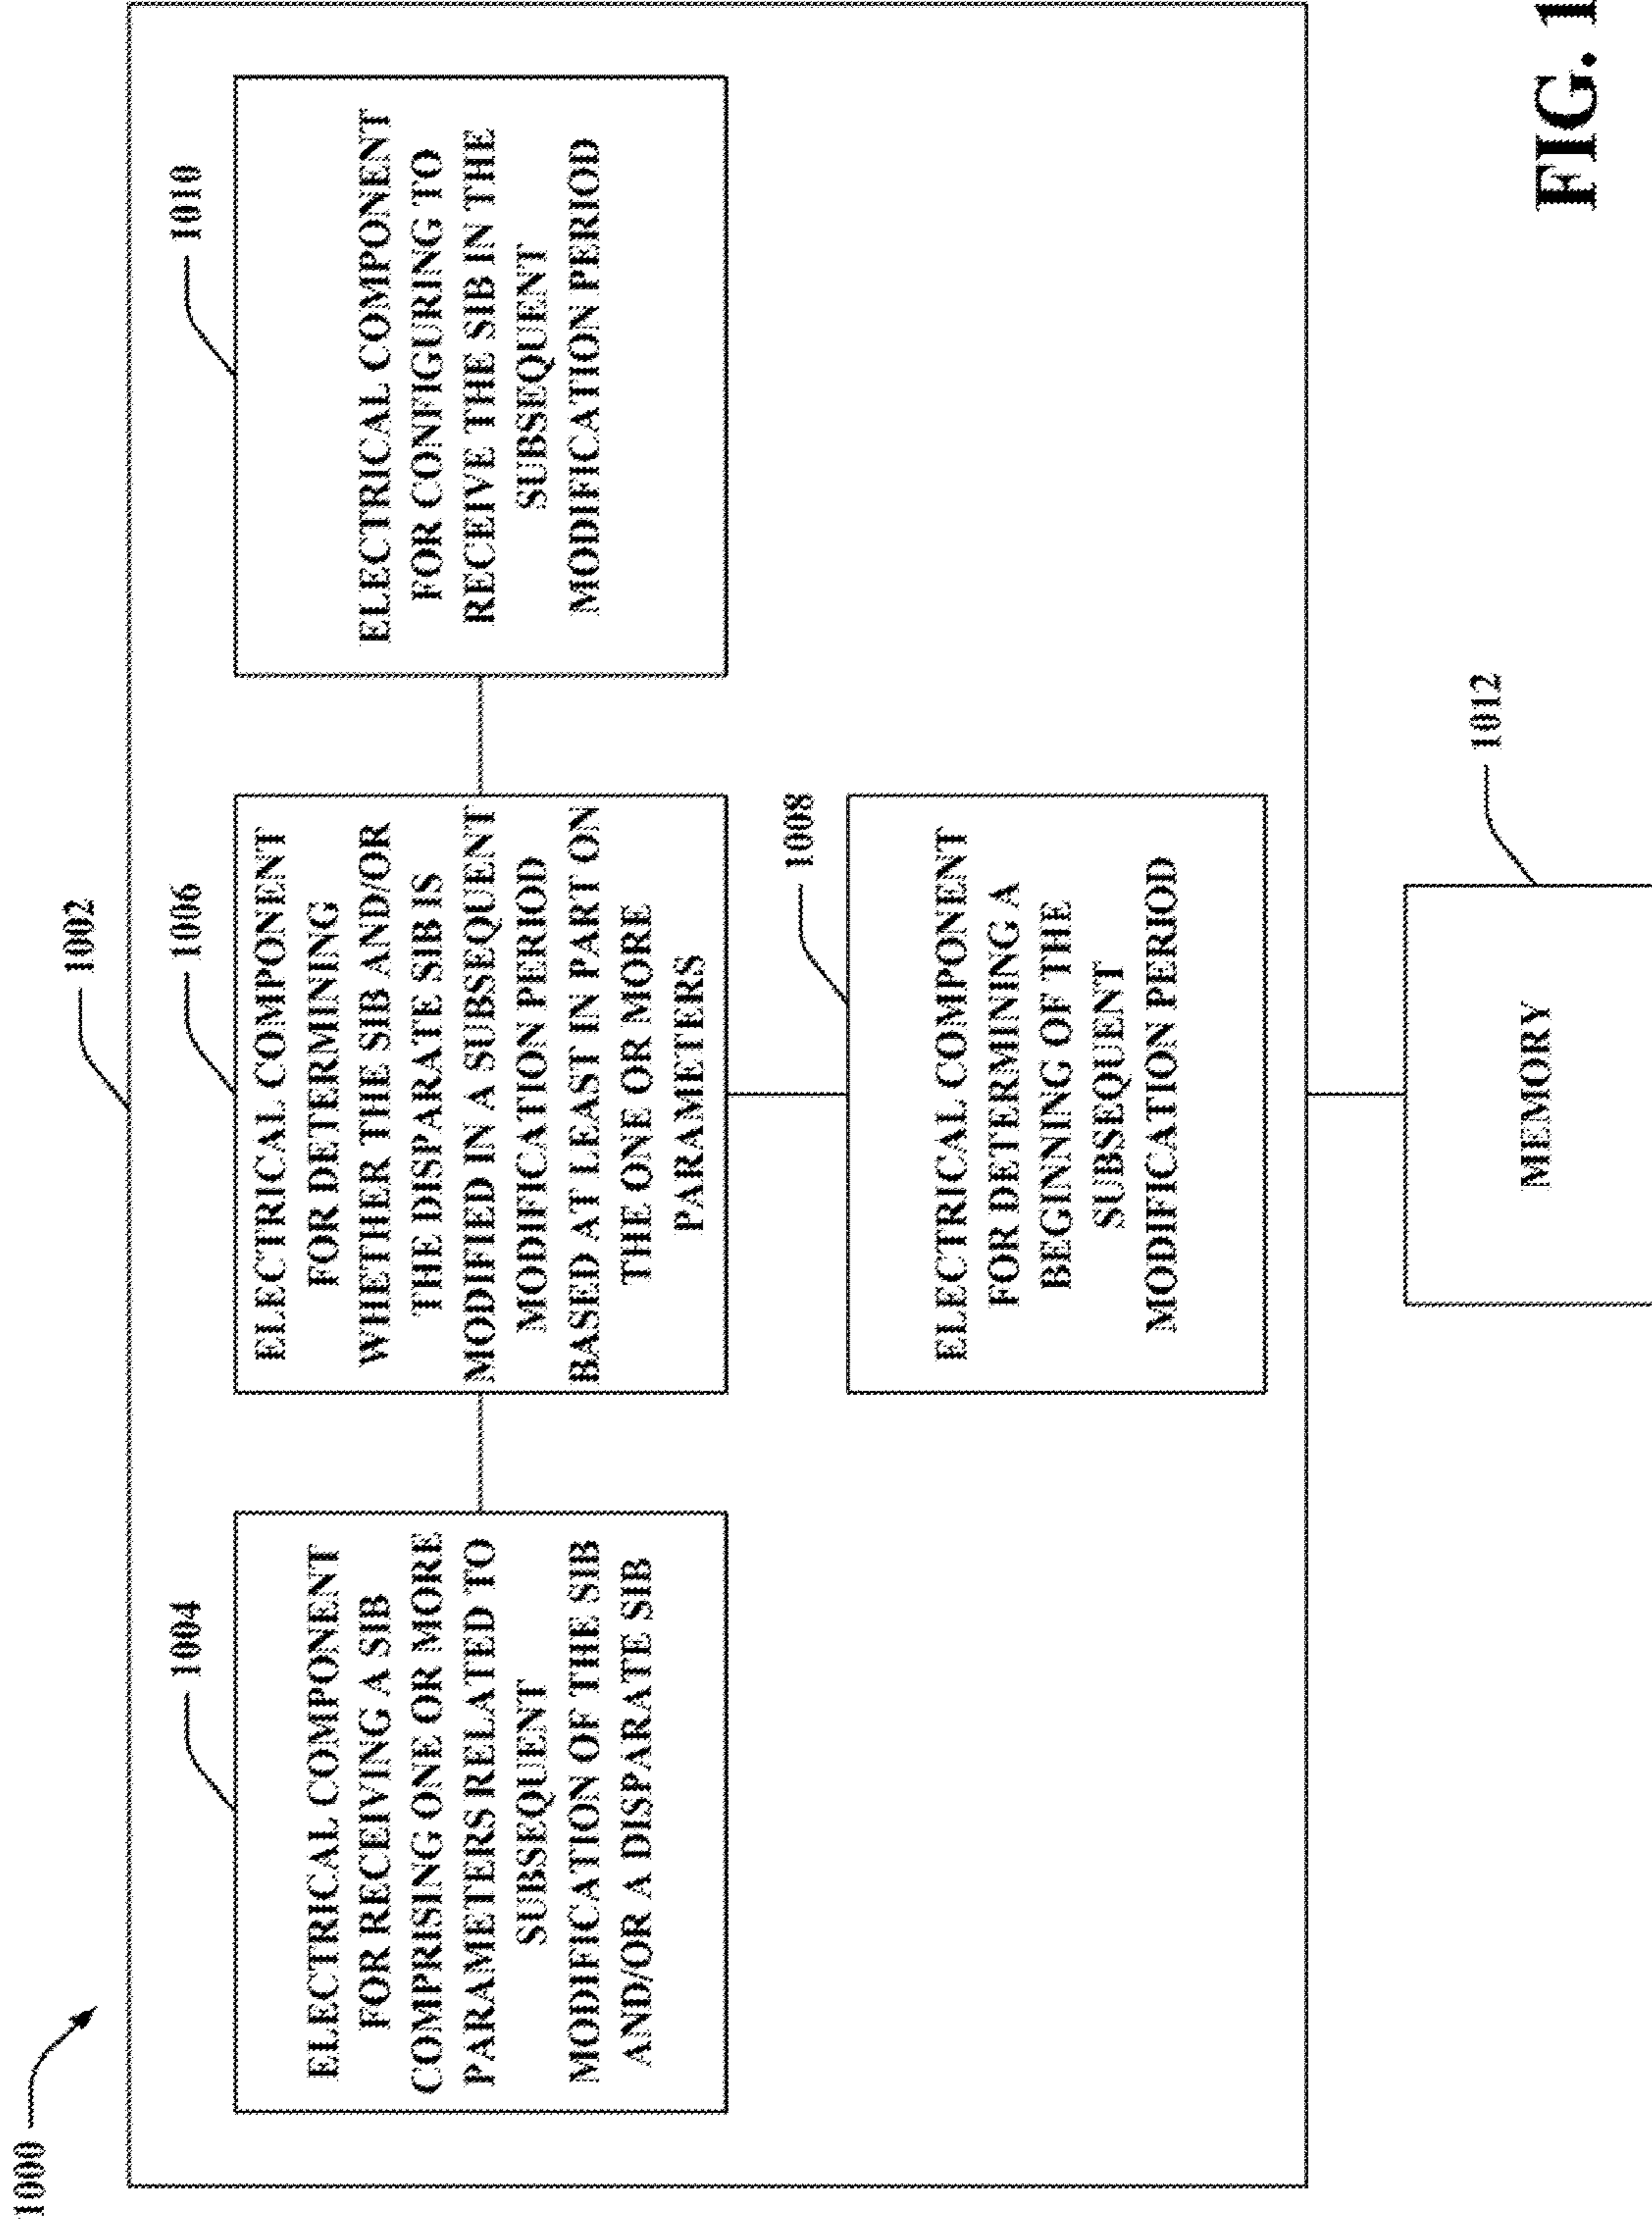 1000
1002
1004
ELECTRICAL COMPONENT
FOR RECEIVING A SIB
COMPRISING ONE OR MORE
PARAMETERS RELATED TO
SUBSEQUENT
MODIFICATION OF THE SIB
AND/OR A DISPARATE SIB
1006
ELECTRICAL COMPONENT
FOR DETERMINING
WHETHER THE SIB AND/OR
THE DISPARATE SIB IS
MODIFIED IN A SUBSEQUENT
MODIFICATION PERIOD
BASED AT LEAST IN PART ON
THE ONE OR MORE
PARAMETERS
1010
ELECTRICAL COMPONENT
FOR CONFIGURING TO
RECEIVE THE SIB IN THE
SUBSEQUENT
MODIFICATION PERIOD
1008
ELECTRICAL COMPONENT
FOR DETERMINING A
BEGINNING OF THE
SUBSEQUENT
MODIFICATION PERIOD
1012
MEMORY
FIG. 1